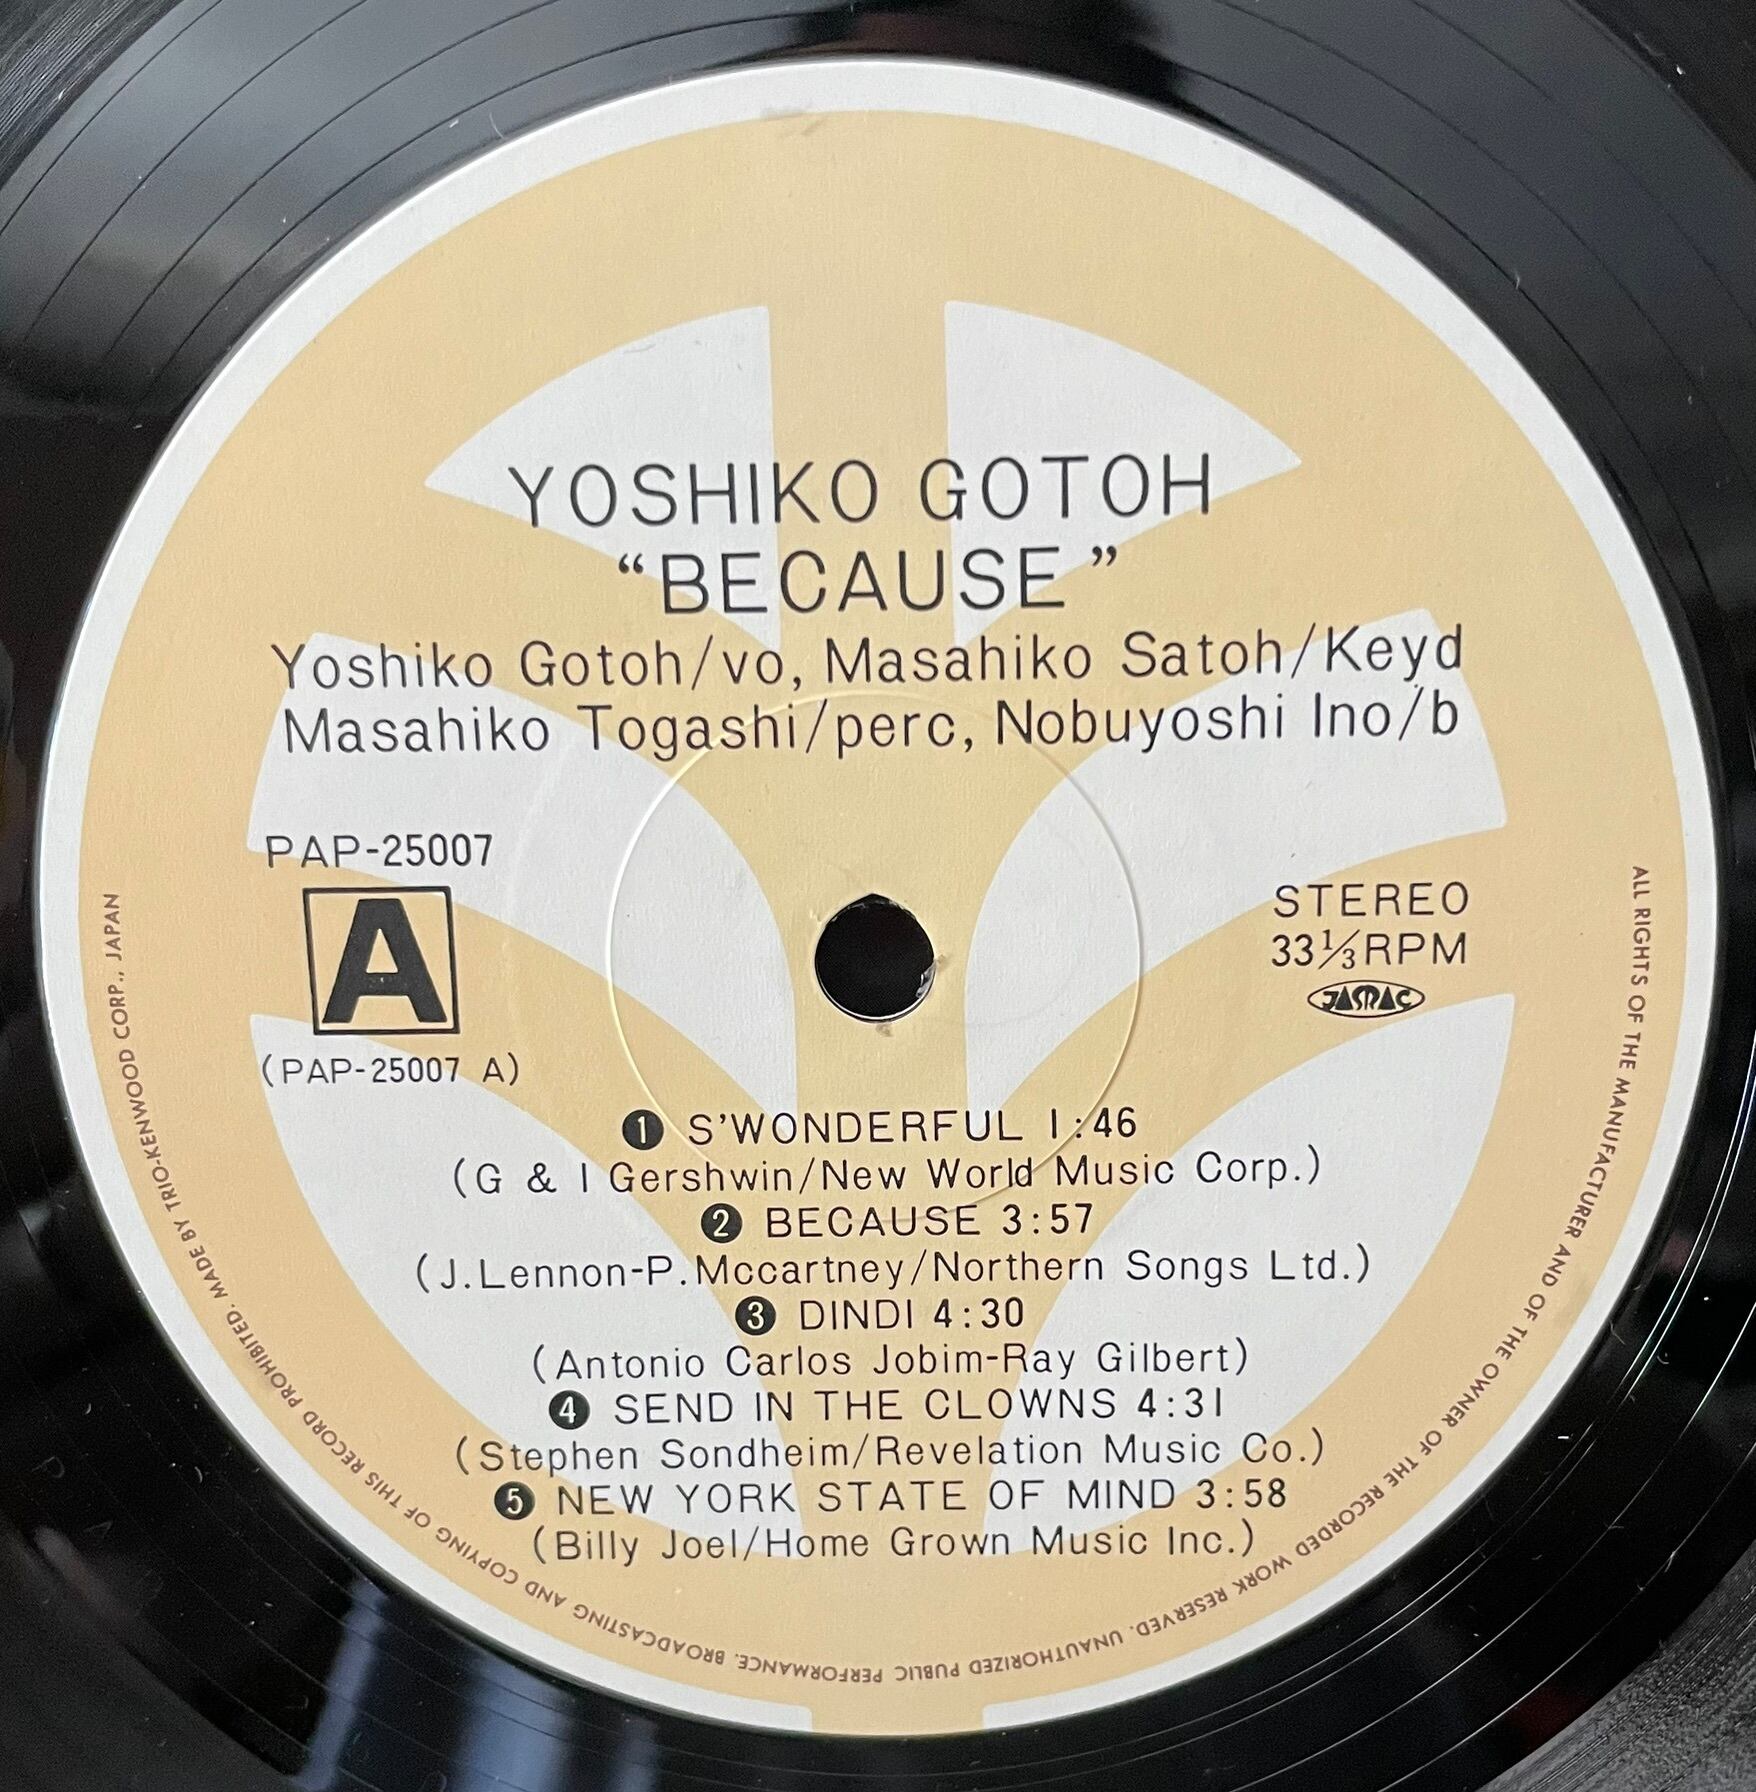 YOSHIKO GOTOH
“BECAUSE”
Yoshiko Gotoh/vo, Masahiko Satoh/Keyd
Masahiko Togashi/perc, Nobuyoshi Ino/b
PAP-25007
A
(PAP-25007 A)
STEREO
33⅓RPM
JASRAC
❶ S'WONDERFUL 1:46
(G & I Gershwin/New World Music Corp.)
❷ BECAUSE 3:57
(J.Lennon-P.Mccartney/Northern Songs Ltd.)
❸ DINDI 4:30
(Antonio Carlos Jobim-Ray Gilbert)
❹ SEND IN THE CLOWNS 4:31
(Stephen Sondheim/Revelation Music Co.)
❺ NEW YORK STATE OF MIND 3:58
(Billy Joel/Home Grown Music Inc.)
ALL RIGHTS OF THE MANUFACTURER AND OF THE OWNER OF THE RECORDED WORK RESERVED. UNAUTHORIZED PUBLIC PERFORMANCE. BROADCASTING AND COPYING OF THIS RECORD PROHIBITED. MADE BY TRIO-KENWOOD CORP., JAPAN